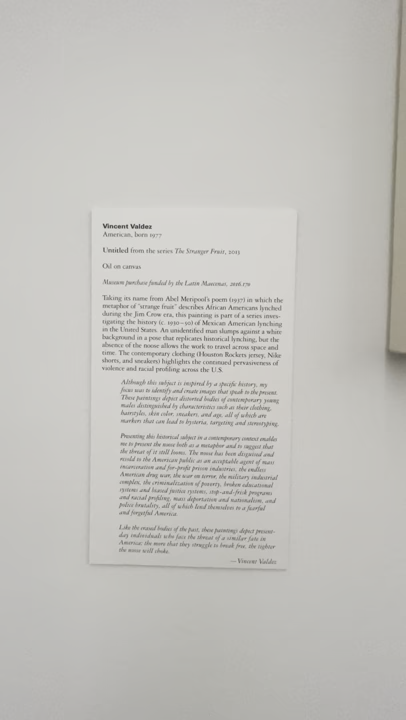 Vincent Valdez
American, born 1977
Untitled from the series The Stranger Fruit, 2015
Oil on canvas
Museum purchase funded by the Latin Maecenas, 2016.179
Taking its name from Abel Meripool's poem (1937) in which the
metaphor of "strange fruit" describes African Americans lynched
during the Jim Crow era, this painting is part of a series inves-
tigating the history (c. 1930–50) of Mexican American lynching
in the United States. An unidentified man slumps against a white
background in a pose that replicates historical lynching, but the
absence of the noose allows the work to travel across space and
time. The contemporary clothing (Houston Rockets jersey, Nike
shorts, and sneakers) highlights the continued pervasiveness of
violence and racial profiling across the U.S.
Although this subject is inspired by a specific history, my
focus was to identify and create images that speak to the present.
These paintings depict distorted bodies of contemporary young
males distinguished by characteristics such as their clothing,
hairstyles, skin color, sneakers, and age, all of which are
markers that can lead to hysteria, targeting and stereotyping.
Presenting this historical subject in a contemporary context enables
me to present the noose both as a metaphor and to suggest that
the threat of it still looms. The noose has been disguised and
resold to the American public as an acceptable agent of mass
incarceration and for-profit prison industries, the endless
American drug war, the war on terror, the military industrial
complex, the criminalization of poverty, broken educational
systems and biased justice systems, stop-and-frisk programs
and racial profiling, mass deportation and nationalism, and
police brutality, all of which lend themselves to a fearful
and forgetful America.
Like the erased bodies of the past, these paintings depict present-
day individuals who face the threat of a similar fate in
America: the more that they struggle to break free, the tighter
the noose will choke.
— Vincent Valdez